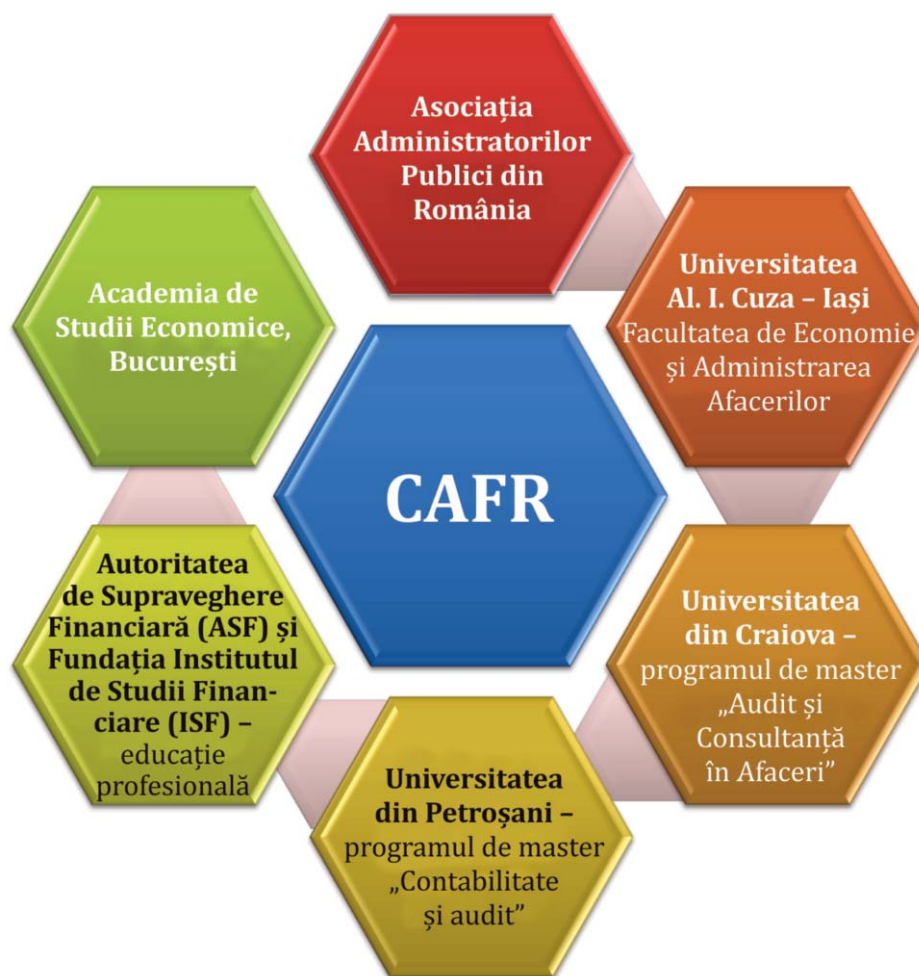 Asociația
Administratorilor
Publici din
România
Universitatea
Al. I. Cuza – Iași
Facultatea de Economie
și Administrarea
Afacerilor
Universitatea
din Craiova –
programul de master
„Audit și
Consultanță
în Afaceri”
Universitatea
din Petroșani –
programul de master
„Contabilitate
și audit”
Autoritatea
de Supraveghere
Financiară (ASF) și
Fundația Institutul
de Studii Finan-
ciare (ISF) –
educație
profesională
Academia de
Studii Economice,
București
CAFR